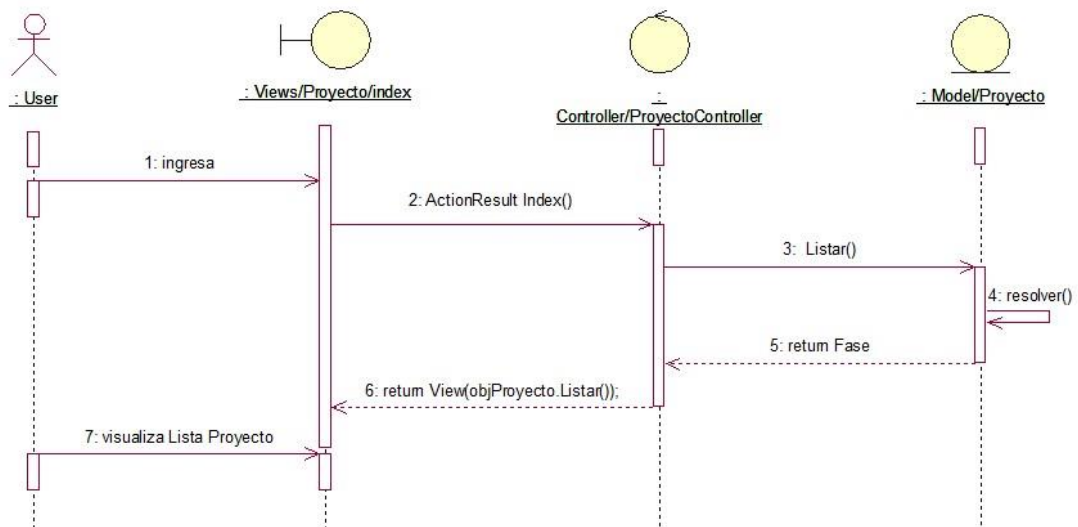 : User
: Views/Proyecto/index
:
Controller/ProyectoController
: Model/Proyecto
1: ingresa
2: ActionResult Index()
3: Listar()
4: resolver()
5: return Fase
6: return View(objProyecto.Listar());
7: visualiza Lista Proyecto